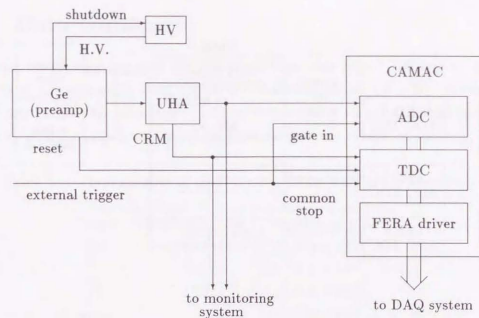 shutdown
HV
H.V.
CAMAC
Ge
(preamp)
UHA
ADC
CRM
gate in
reset
TDC
external trigger
common
stop
FERA driver
to monitoring
system
to DAQ system